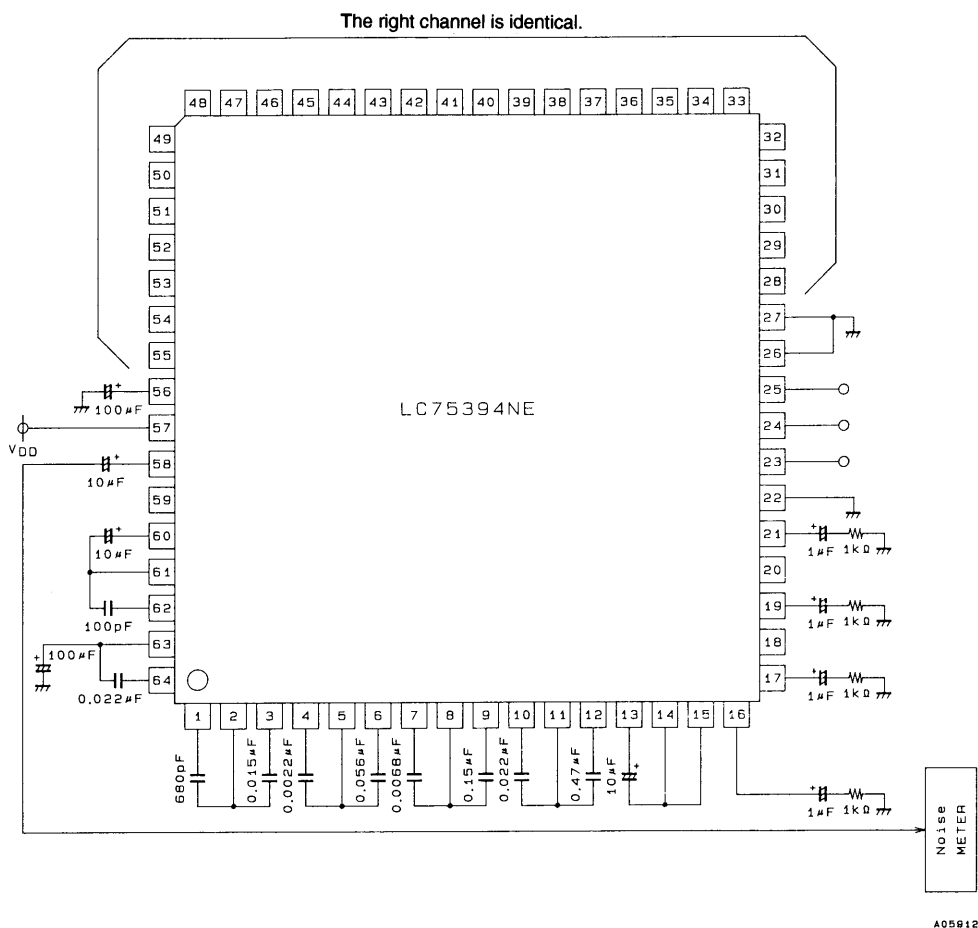 The right channel is identical.
48 47 46 45 44 43 42 41 40 39 38 37 36 35 34 33
49 32
50 31
51 30
52 29
53 28
54 27
55 26
56 25
100μF
LC75394NE
57 24
VDD
58 23
10μF
59 22
60 21
10μF 1μF 1kΩ
61 20
62 19
100pF 1μF 1kΩ
63 18
100μF
64 17
0.022μF 1μF 1kΩ
1 2 3 4 5 6 7 8 9 10 11 12 13 14 15 16
680pF 0.015μF 0.0022μF 0.056μF 0.0068μF 0.15μF 0.022μF 0.47μF 10μF
1μF 1kΩ
Noise
METER
A05912